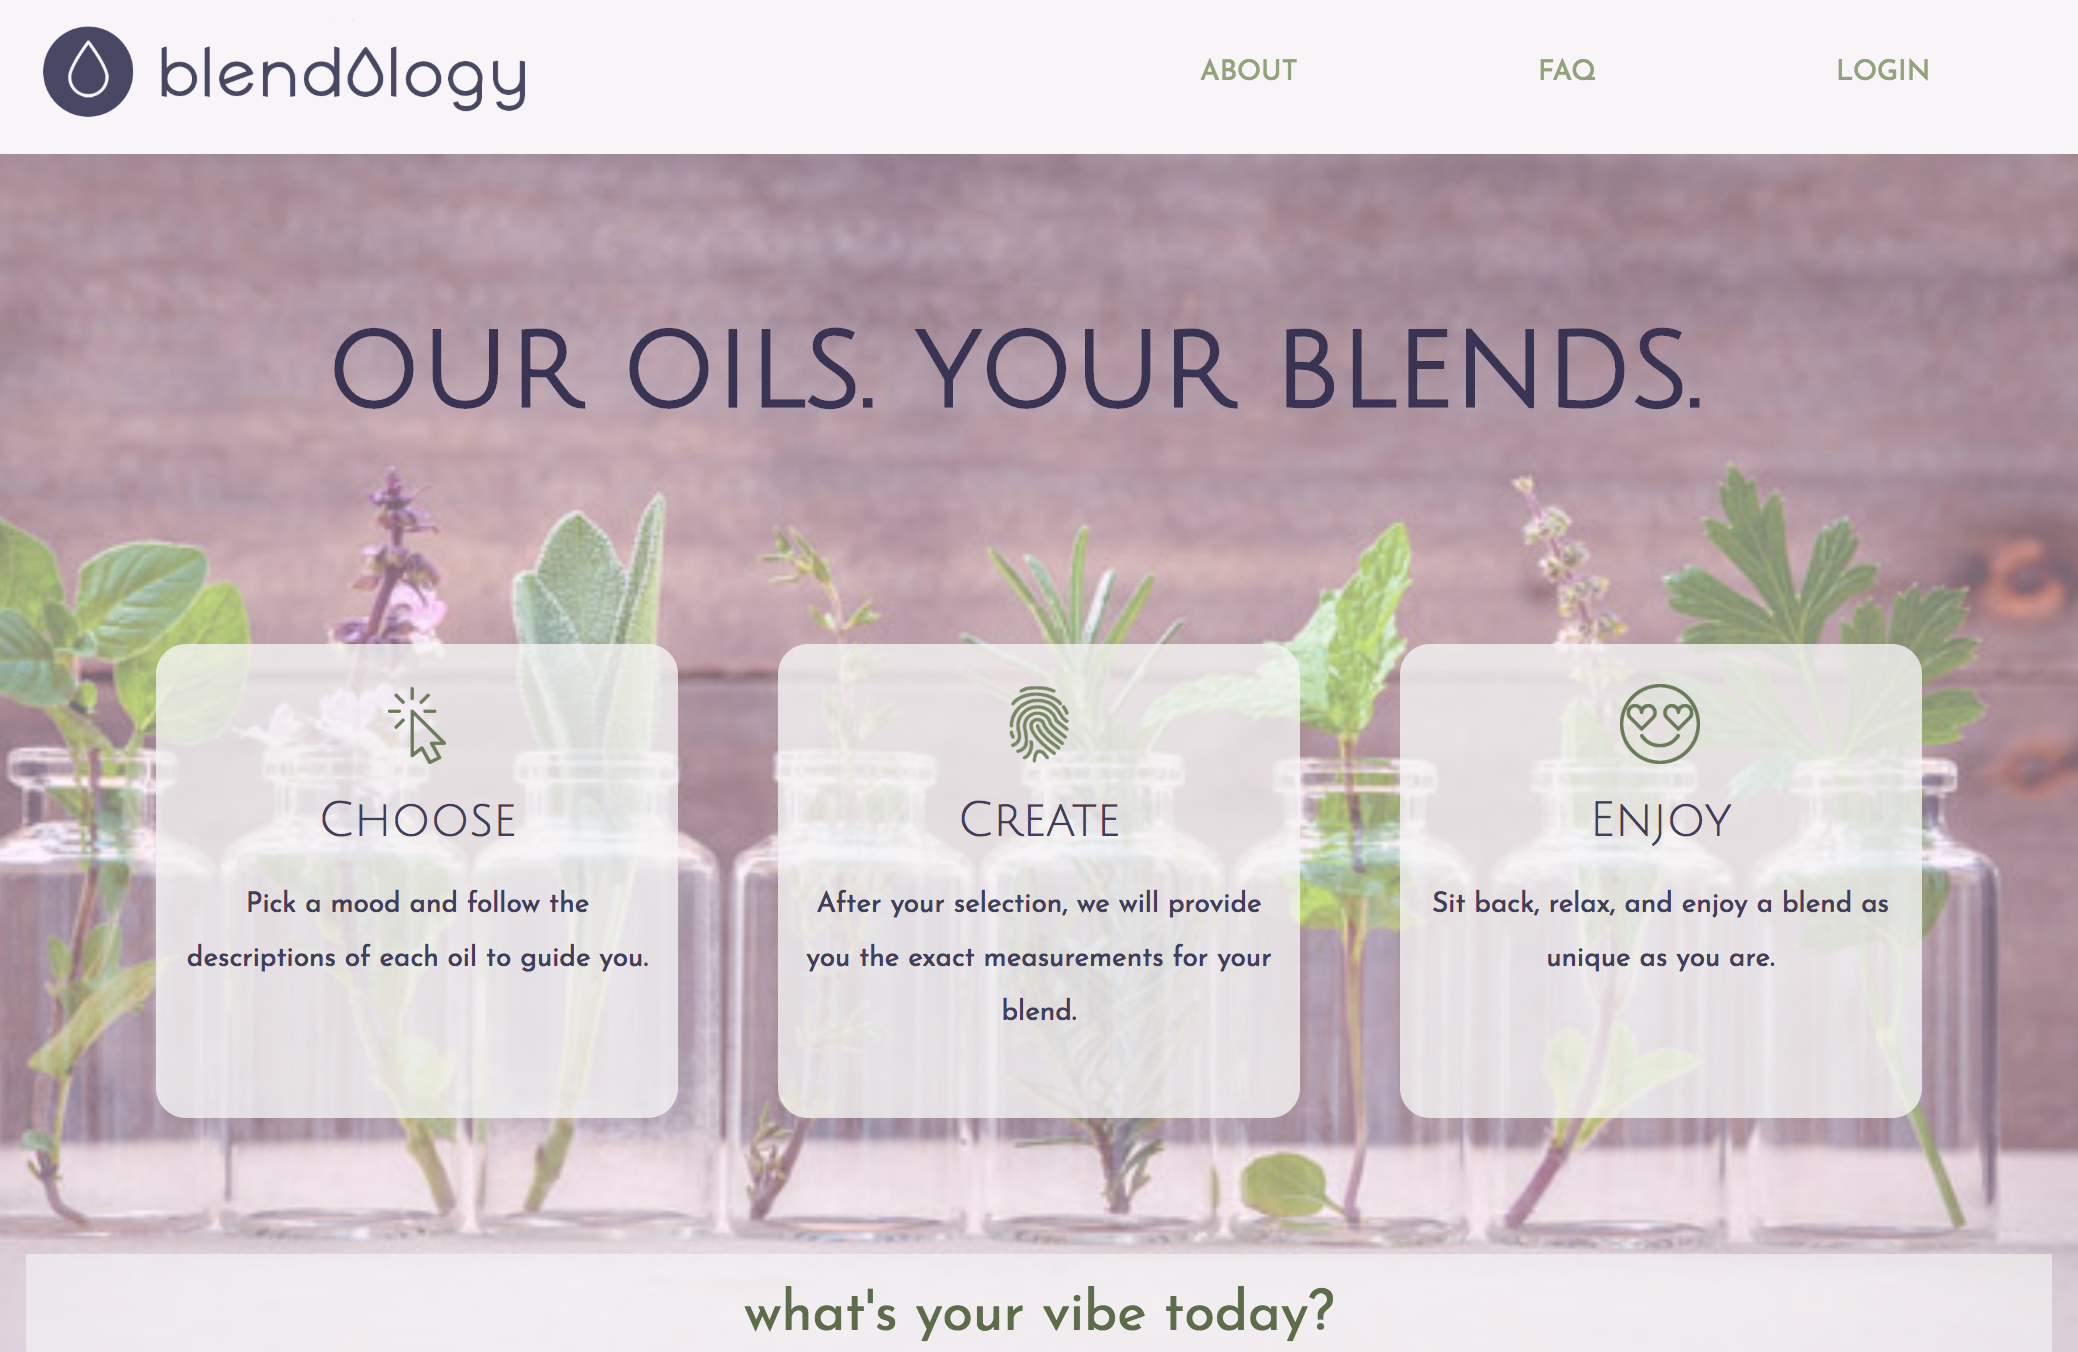 blendology
ABOUT
FAQ
LOGIN
OUR OILS. YOUR BLENDS.
CHOOSE
Pick a mood and follow the
descriptions of each oil to guide you.
CREATE
After your selection, we will provide
you the exact measurements for your
blend.
ENJOY
Sit back, relax, and enjoy a blend as
unique as you are.
what's your vibe today?